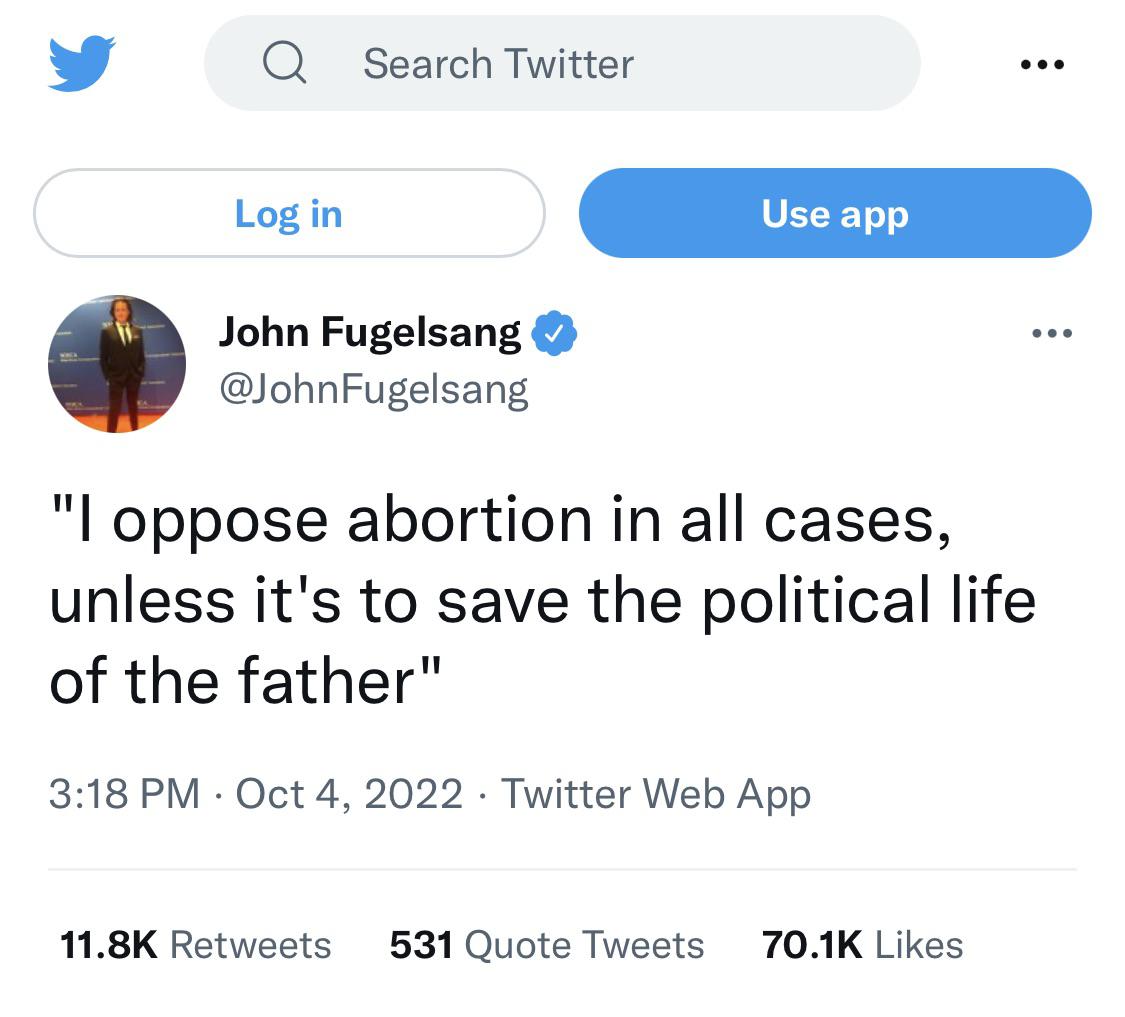 Search Twitter
Log in
Use app
John Fugelsang
@JohnFugelsang
"I oppose abortion in all cases,
unless it's to save the political life
of the father"
3:18 PM · Oct 4, 2022 · Twitter Web App
11.8K Retweets 531 Quote Tweets 70.1K Likes